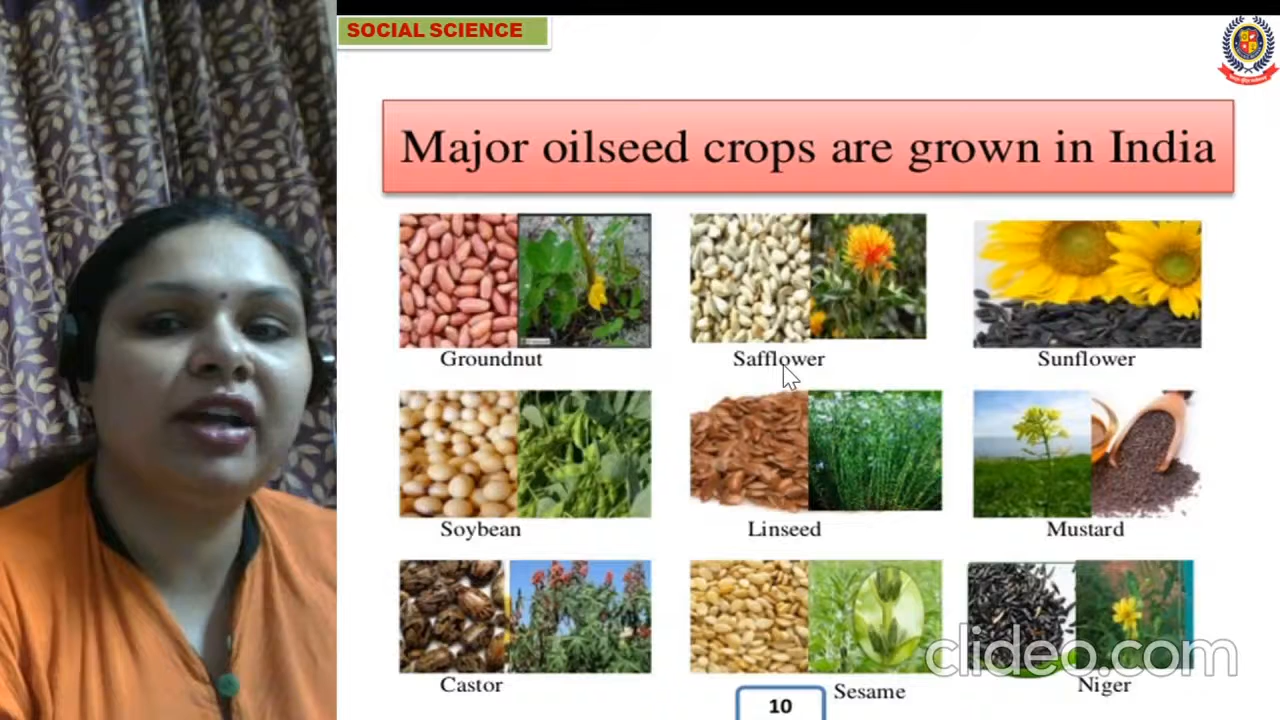 SOCIAL SCIENCE
Major oilseed crops are grown in India
Groundnut
Safflower
Sunflower
Soybean
Linseed
Mustard
Castor
Sesame
Niger
clideo.com
10